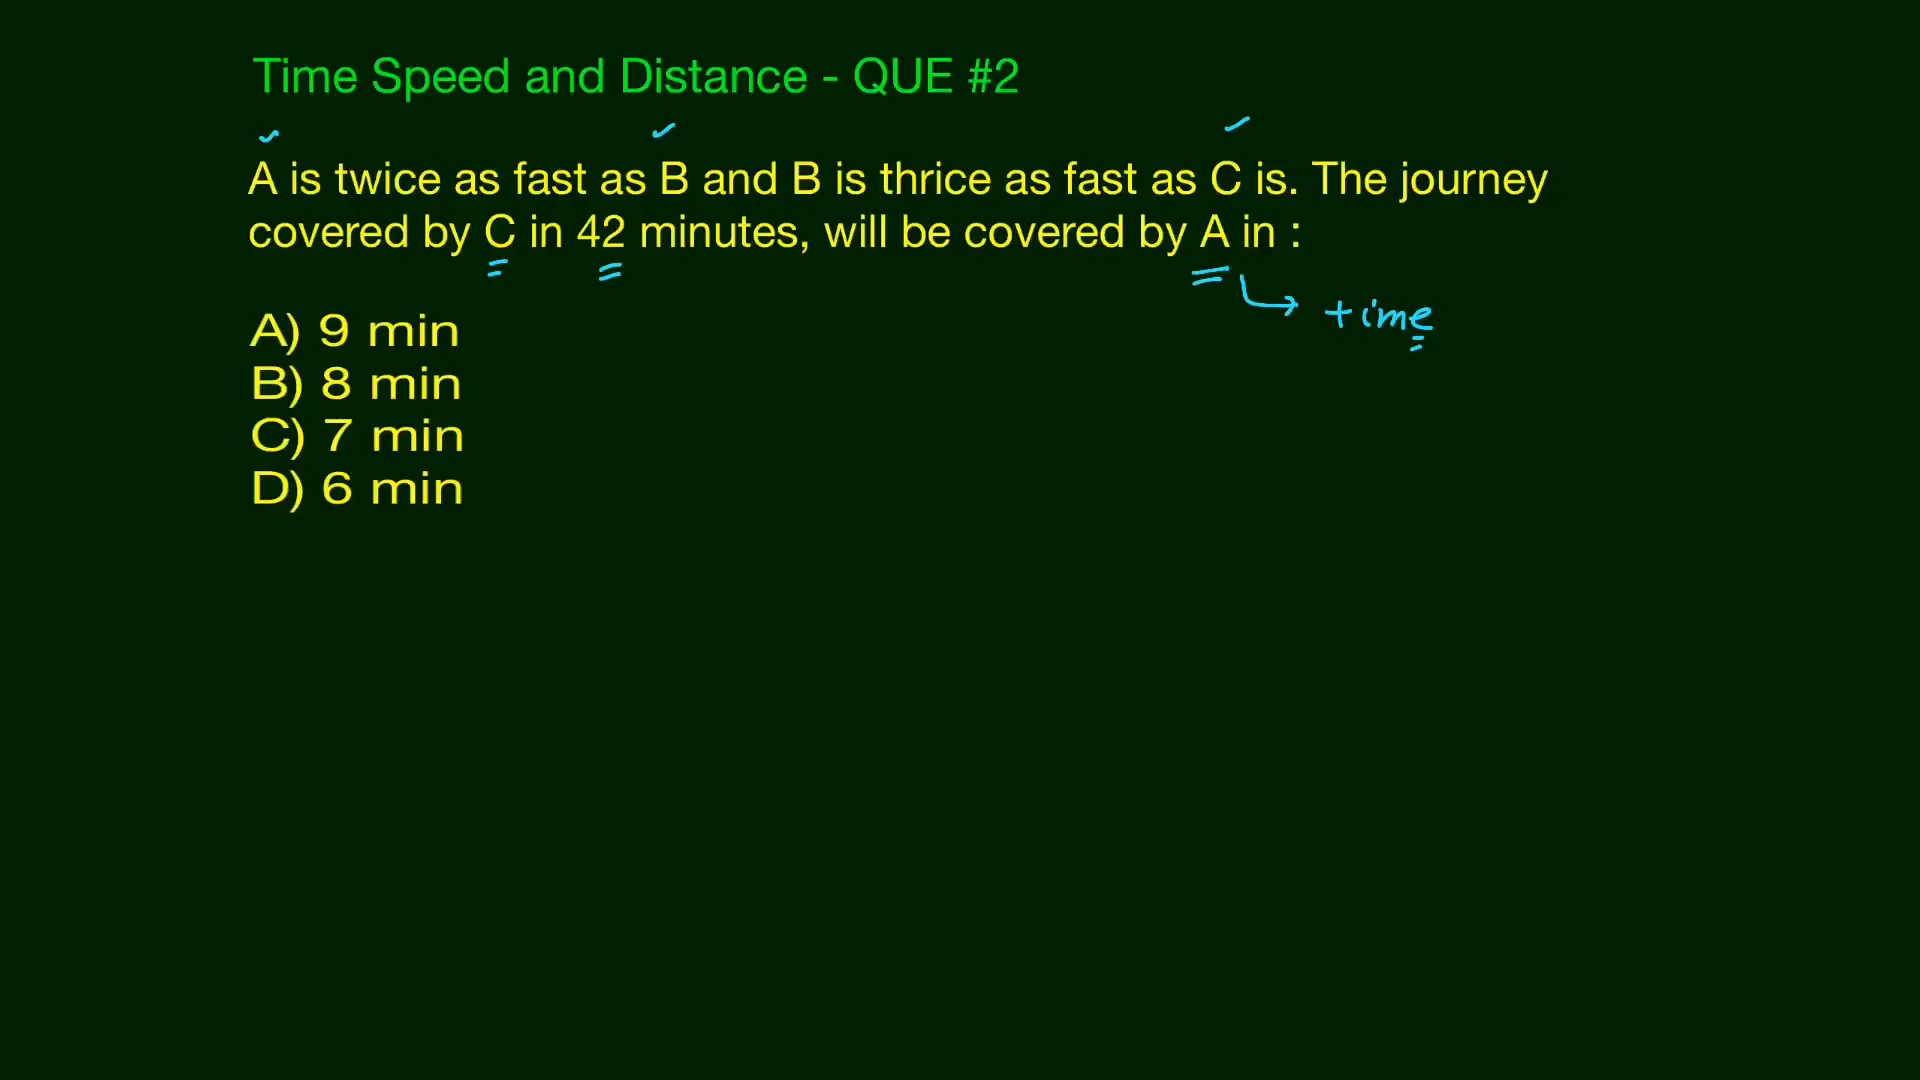 Time Speed and Distance - QUE #2
A is twice as fast as B and B is thrice as fast as C is. The journey
covered by C in 42 minutes, will be covered by A in :
time
A) 9 min
B) 8 min
C) 7 min
D) 6 min